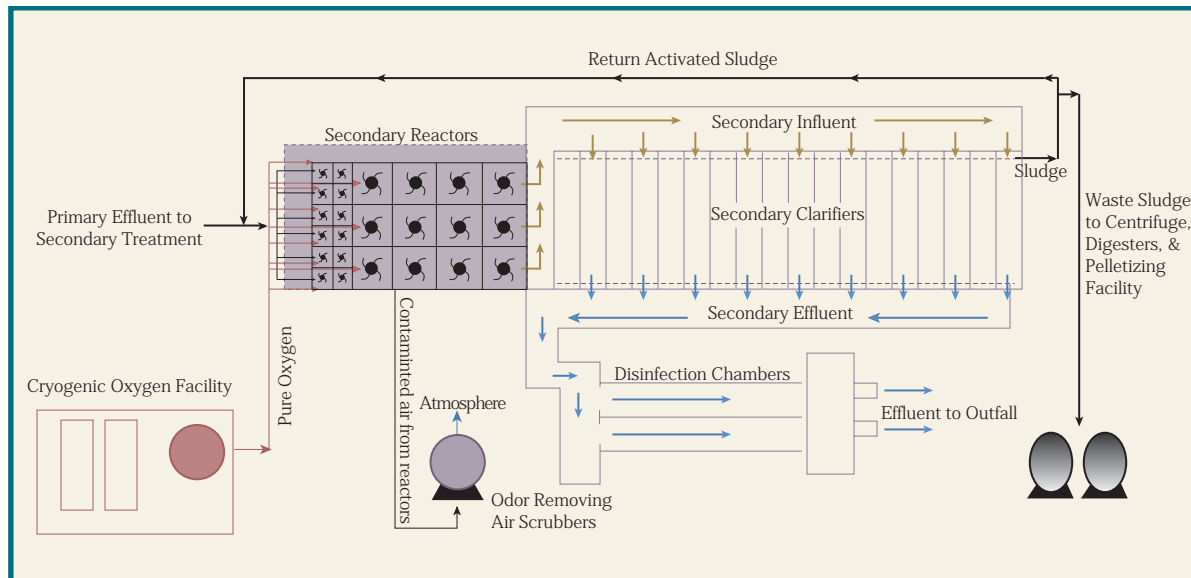 Return Activated Sludge
Secondary Influent
Secondary Reactors
Sludge
Primary Effluent to
Secondary Treatment
Secondary Clarifiers
Waste Sludge
to Centrifuge,
Digesters, &
Pelletizing
Facility
Secondary Effluent
Pure Oxygen
Contaminted air from reactors
Cryogenic Oxygen Facility
Disinfection Chambers
Atmosphere
Effluent to Outfall
Odor Removing
Air Scrubbers